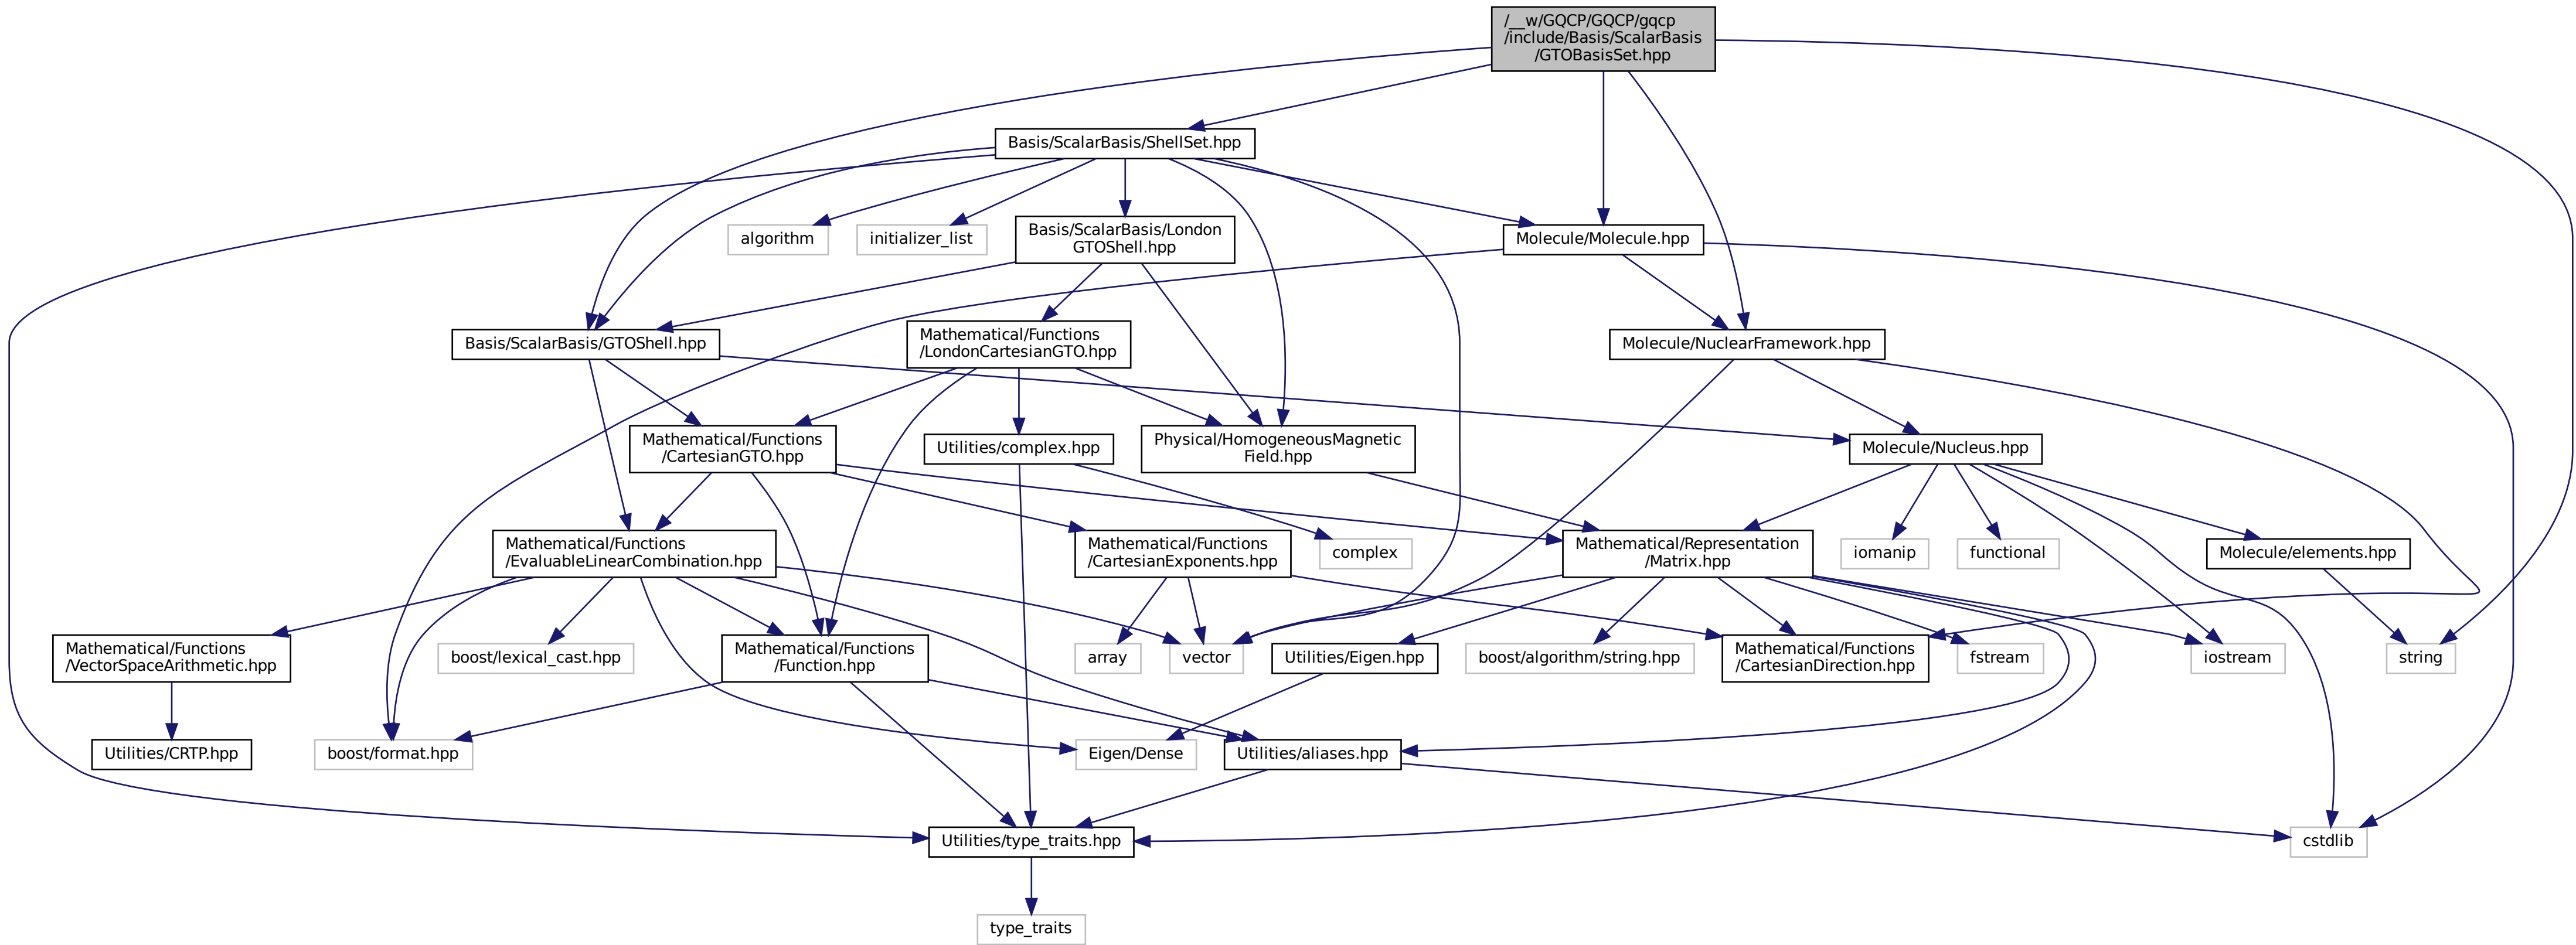 /__w/GQCP/GQCP/gqcp
/include/Basis/ScalarBasis
/GTOBasisSet.hpp
Basis/ScalarBasis/ShellSet.hpp
algorithm
initializer_list
Basis/ScalarBasis/London
GTOShell.hpp
Molecule/Molecule.hpp
Basis/ScalarBasis/GTOShell.hpp
Mathematical/Functions
/LondonCartesianGTO.hpp
Molecule/NuclearFramework.hpp
Mathematical/Functions
/CartesianGTO.hpp
Utilities/complex.hpp
Physical/HomogeneousMagnetic
Field.hpp
Molecule/Nucleus.hpp
Mathematical/Functions
/EvaluableLinearCombination.hpp
Mathematical/Functions
/CartesianExponents.hpp
complex
Mathematical/Representation
/Matrix.hpp
iomanip
functional
Molecule/elements.hpp
Mathematical/Functions
/VectorSpaceArithmetic.hpp
boost/lexical_cast.hpp
Mathematical/Functions
/Function.hpp
array
vector
Utilities/Eigen.hpp
boost/algorithm/string.hpp
Mathematical/Functions
/CartesianDirection.hpp
fstream
iostream
string
Utilities/CRTP.hpp
boost/format.hpp
Eigen/Dense
Utilities/aliases.hpp
Utilities/type_traits.hpp
cstdlib
type_traits